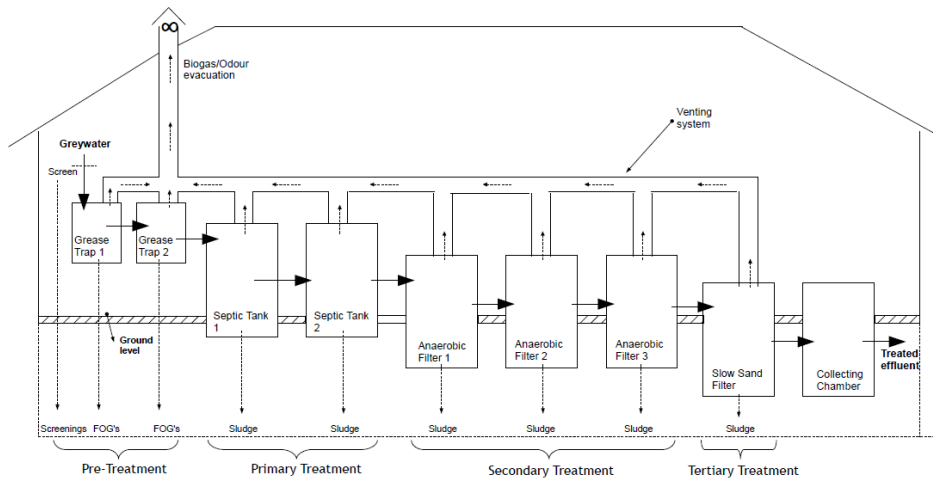 ∞
Biogas/Odour
evacuation
Venting
system
Greywater
Screen
Grease
Trap 1
Grease
Trap 2
Septic Tank
1
Septic Tank
2
Anaerobic
Filter 1
Anaerobic
Filter 2
Anaerobic
Filter 3
Slow Sand
Filter
Collecting
Chamber
Treated
effluent
Ground
level
Screenings
FOG's
FOG's
Sludge
Sludge
Sludge
Sludge
Sludge
Sludge
Pre-Treatment
Primary Treatment
Secondary Treatment
Tertiary Treatment